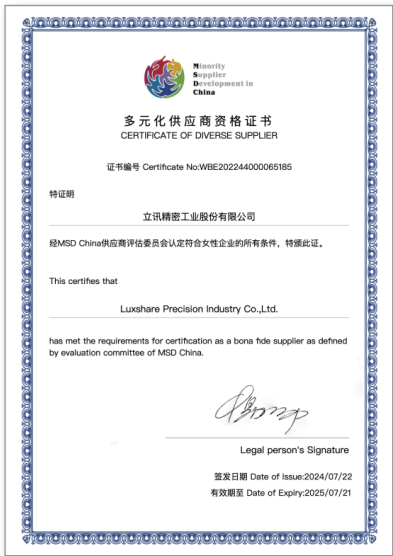 Minority
Supplier
Development in
China
多元化供应商资格证书
CERTIFICATE OF DIVERSE SUPPLIER
证书编号 Certificate No:WBE202244000065185
特证明
立讯精密工业股份有限公司
经MSD China供应商评估委员会认定符合女性企业的所有条件，特颁此证。
This certifies that
Luxshare Precision Industry Co.,Ltd.
has met the requirements for certification as a bona fide supplier as defined
by evaluation committee of MSD China.
Legal person's Signature
签发日期 Date of Issue:2024/07/22
有效期至 Date of Expiry:2025/07/21